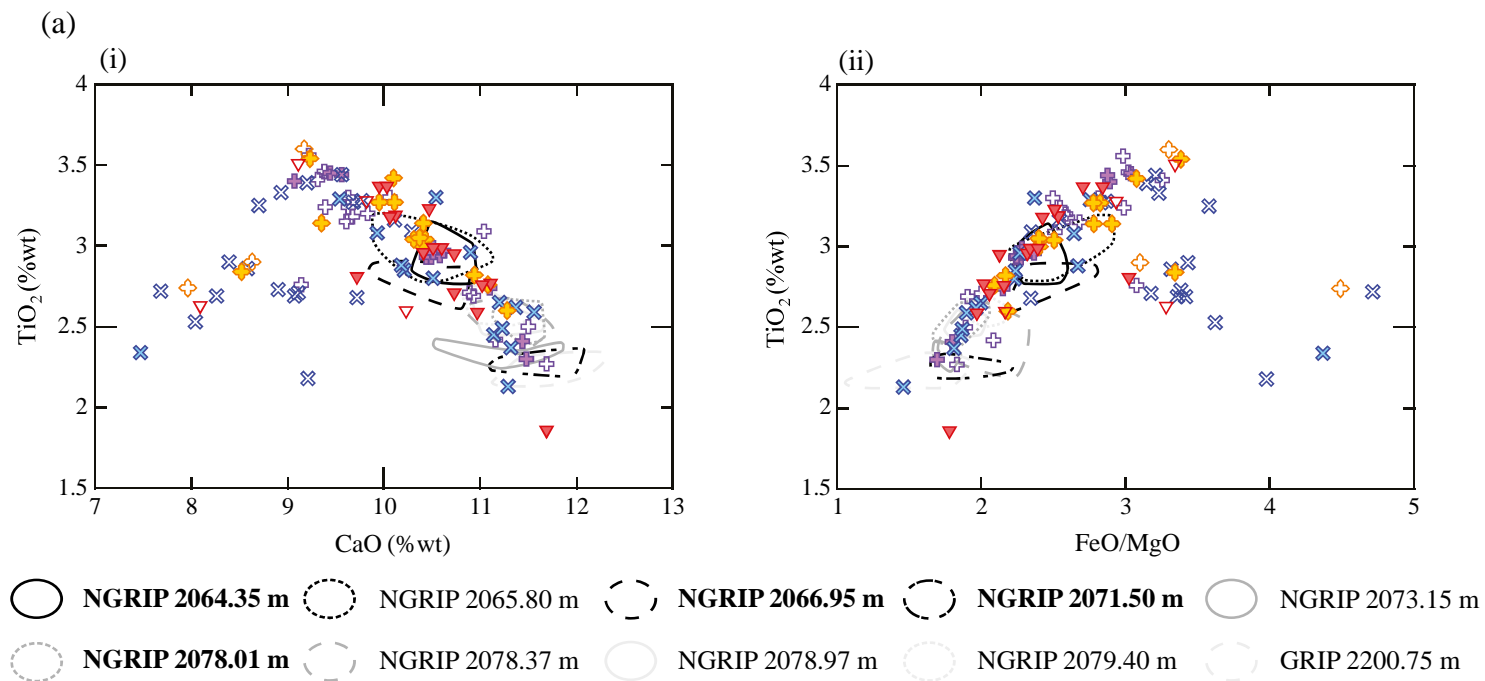 (a)
(i)
(ii)
4
3.5
3
2.5
2
1.5
TiO₂ (%wt)
7 8 9 10 11 12 13
CaO (%wt)
4
3.5
3
2.5
2
1.5
TiO₂ (%wt)
1 2 3 4 5
FeO/MgO
NGRIP 2064.35 m NGRIP 2065.80 m NGRIP 2066.95 m NGRIP 2071.50 m NGRIP 2073.15 m
NGRIP 2078.01 m NGRIP 2078.37 m NGRIP 2078.97 m NGRIP 2079.40 m GRIP 2200.75 m